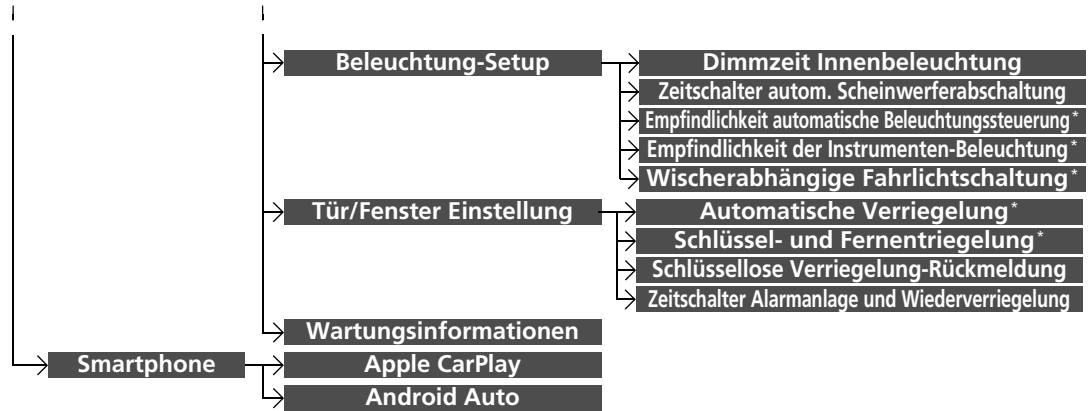 Beleuchtung-Setup
Dimmzeit Innenbeleuchtung
Zeitschalter autom. Scheinwerferabschaltung
Empfindlichkeit automatische Beleuchtungssteuerung*
Empfindlichkeit der Instrumenten-Beleuchtung*
Wischerabhängige Fahrlichtschaltung*
Tür/Fenster Einstellung
Automatische Verriegelung*
Schlüssel- und Fernentriegelung*
Schlüssellose Verriegelung-Rückmeldung
Zeitschalter Alarmanlage und Wiederverriegelung
Wartungsinformationen
Smartphone
Apple CarPlay
Android Auto